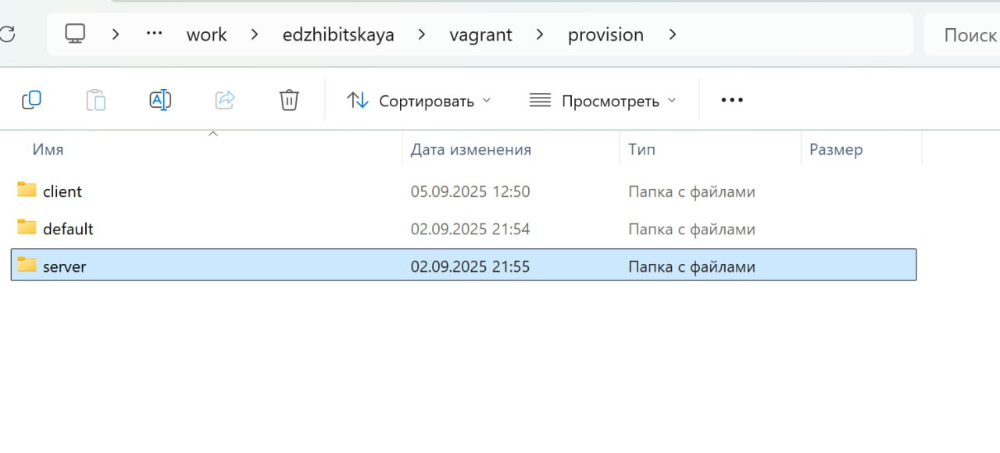 ··· work edzhibitskaya vagrant provision Поиск
Сортировать Просмотреть ···
Имя Дата изменения Тип Размер
client 05.09.2025 12:50 Папка с файлами
default 02.09.2025 21:54 Папка с файлами
server 02.09.2025 21:55 Папка с файлами